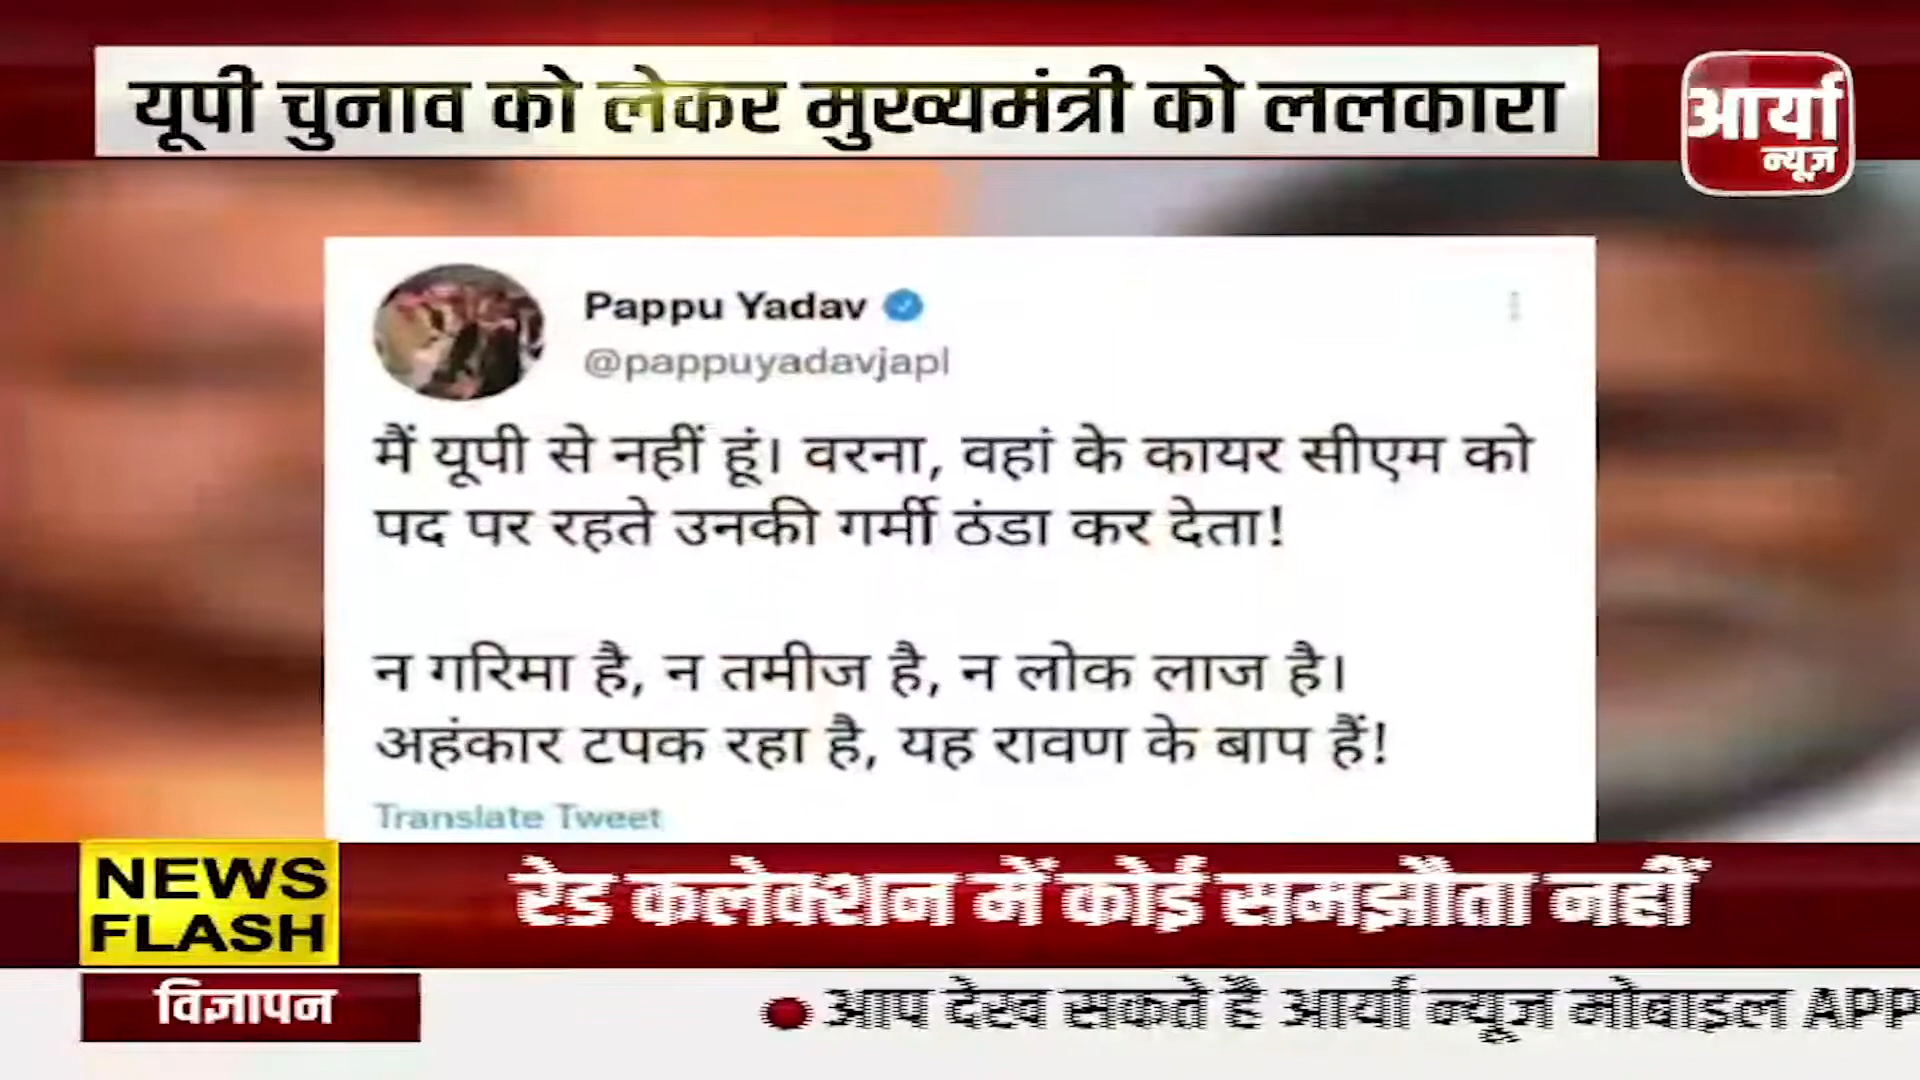 यूपी चुनाव को लेकर मुख्यमंत्री को ललकारा
आर्या
न्यूज़
Pappu Yadav
@pappuyadavjapl
मैं यूपी से नहीं हूं। वरना, वहां के कायर सीएम को
पद पर रहते उनकी गर्मी ठंडा कर देता!
न गरिमा है, न तमीज है, न लोक लाज है।
अहंकार टपक रहा है, यह रावण के बाप हैं!
Translate Tweet
NEWS
FLASH
रेड कलेक्शन में कोई समझौता नहीं
विज्ञापन
आप देख सकते हैं आर्या न्यूज मोबाइल APP